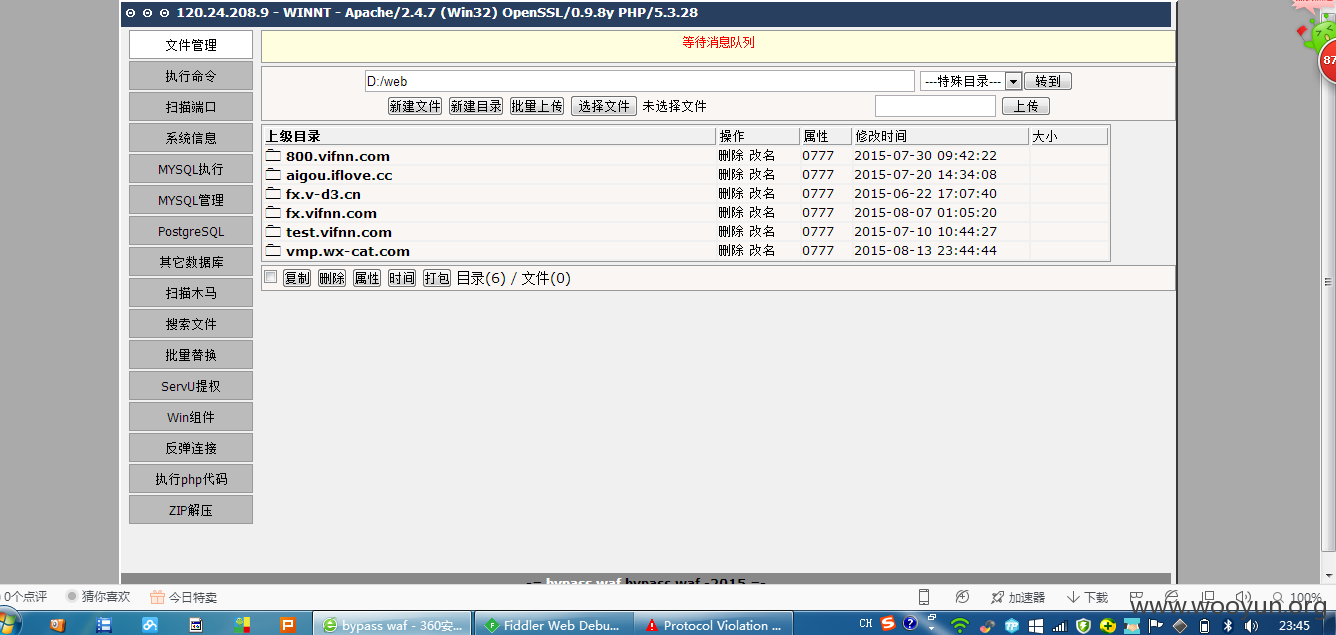 120.24.208.9 - WINNT - Apache/2.4.7 (Win32) OpenSSL/0.9.8y PHP/5.3.28
文件管理
执行命令
扫描端口
系统信息
MYSQL执行
MYSQL管理
PostgreSQL
其它数据库
扫描木马
搜索文件
批量替换
ServU提权
Win组件
反弹连接
执行php代码
ZIP解压
等待消息队列
D:/web ---特殊目录--- 转到
新建文件 新建目录 批量上传 选择文件 未选择文件 上传
上级目录 操作 属性 修改时间 大小
800.vifnn.com 删除 改名 0777 2015-07-30 09:42:22
aigou.iflove.cc 删除 改名 0777 2015-07-20 14:34:08
fx.v-d3.cn 删除 改名 0777 2015-06-22 17:07:40
fx.vifnn.com 删除 改名 0777 2015-08-07 01:05:20
test.vifnn.com 删除 改名 0777 2015-07-10 10:44:27
vmp.wx-cat.com 删除 改名 0777 2015-08-13 23:44:44
复制 删除 属性 时间 打包 目录(6) / 文件(0)
-= bypass waf bypass waf -2015 =-
87
0个点评 猜你喜欢 今日特卖 加速器 下载 100%
www.wooyun.org
bypass waf - 360安... Fiddler Web Debu... Protocol Violation ... CH 23:45